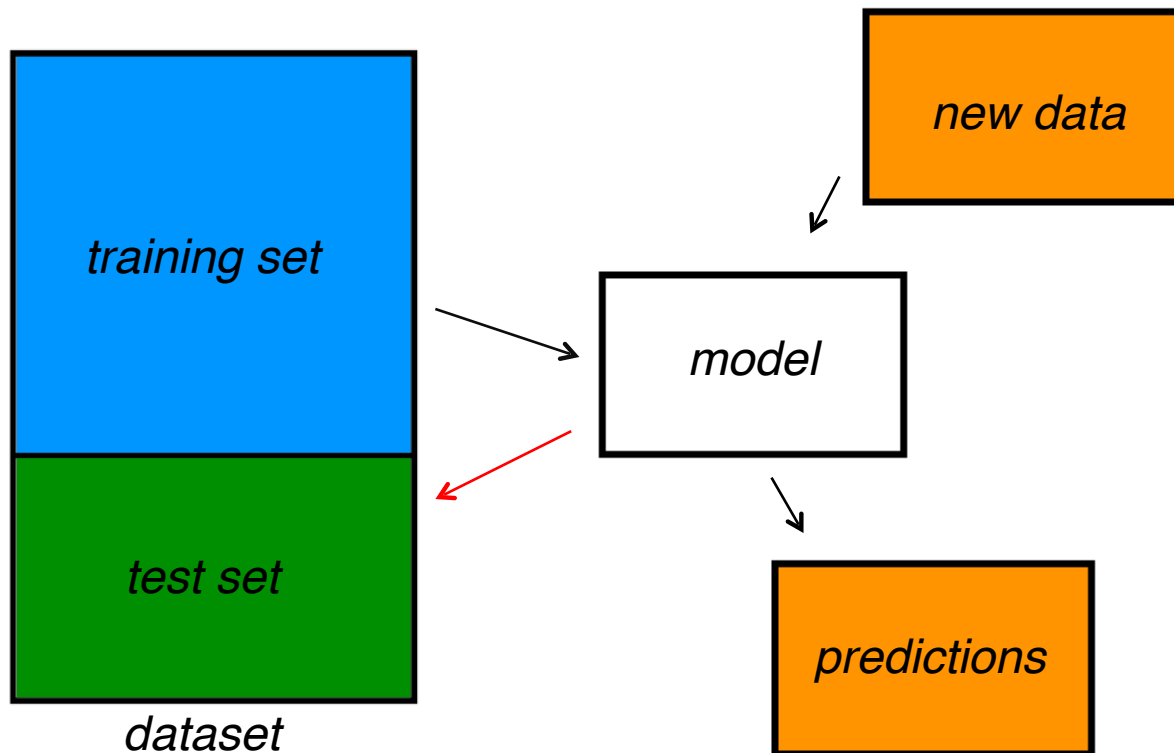 training set
test set
dataset
new data
model
predictions